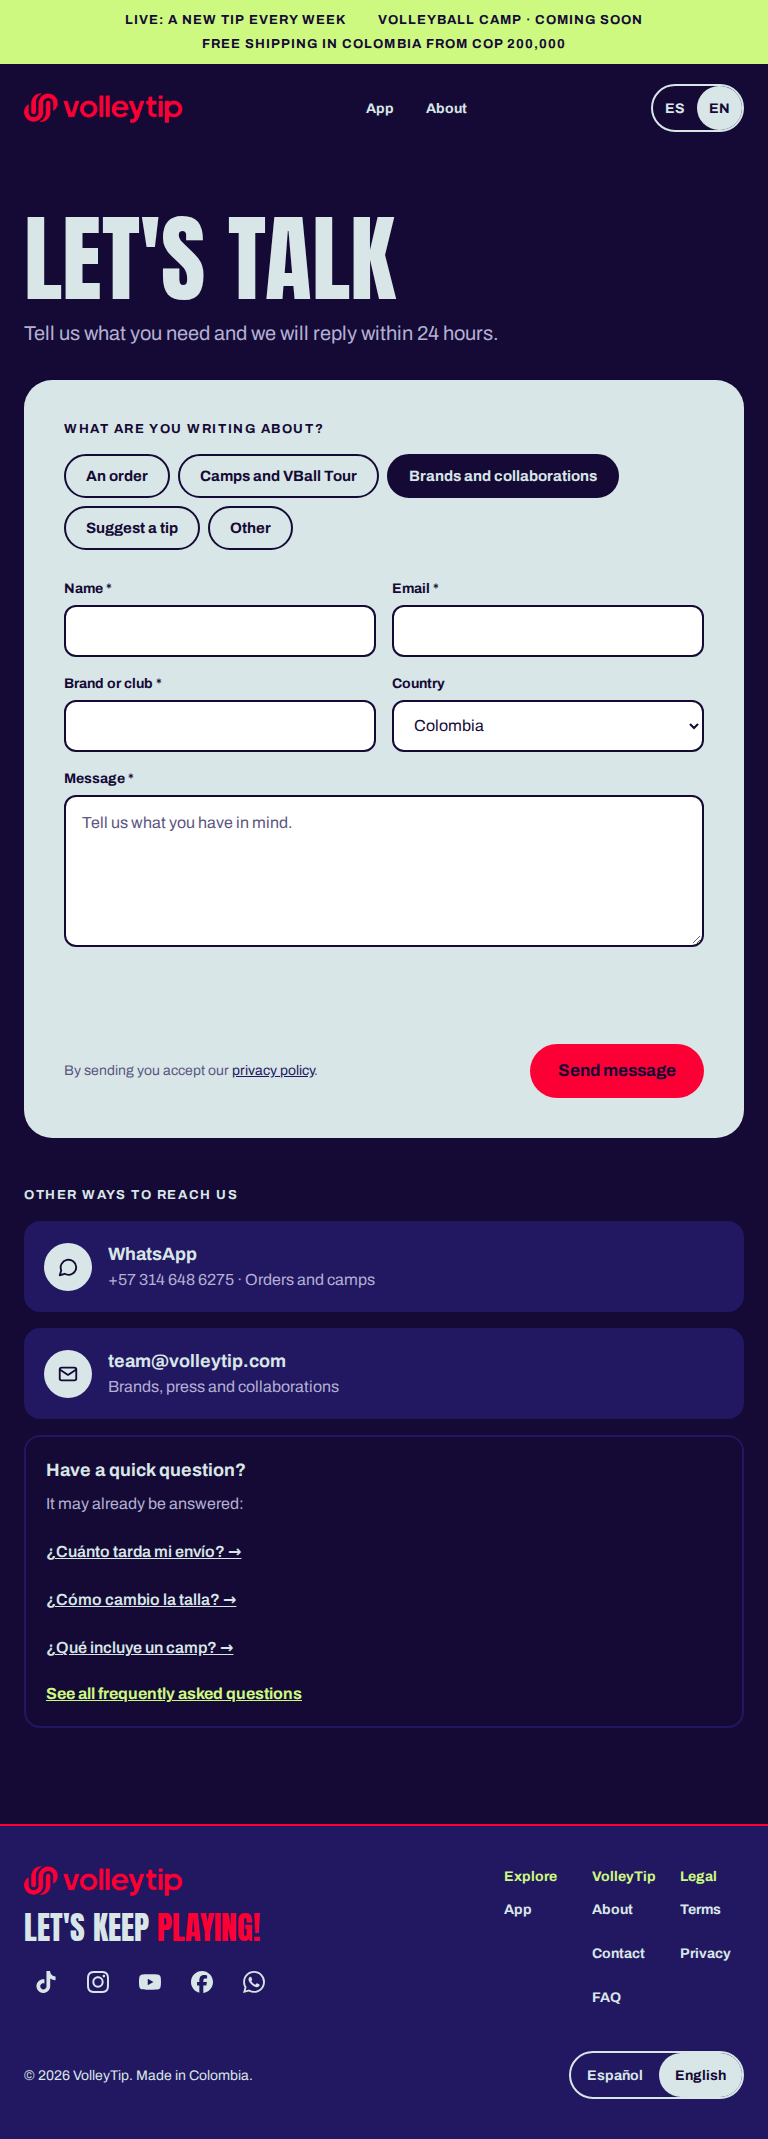 LIVE: A NEW TIP EVERY WEEK VOLLEYBALL CAMP · COMING SOON
FREE SHIPPING IN COLOMBIA FROM COP 200,000
volleytip
App About
ES EN
LET'S TALK
Tell us what you need and we will reply within 24 hours.
WHAT ARE YOU WRITING ABOUT?
An order Camps and VBall Tour Brands and collaborations
Suggest a tip Other
Name * Email *
Brand or club * Country
Colombia
Message *
Tell us what you have in mind.
By sending you accept our privacy policy.
Send message
OTHER WAYS TO REACH US
WhatsApp
+57 314 648 6275 · Orders and camps
team@volleytip.com
Brands, press and collaborations
Have a quick question?
It may already be answered:
¿Cuánto tarda mi envío? →
¿Cómo cambio la talla? →
¿Qué incluye un camp? →
See all frequently asked questions
volleytip
LET'S KEEP PLAYING!
Explore VolleyTip Legal
App About Terms
Contact Privacy
FAQ
© 2026 VolleyTip. Made in Colombia.
Español English